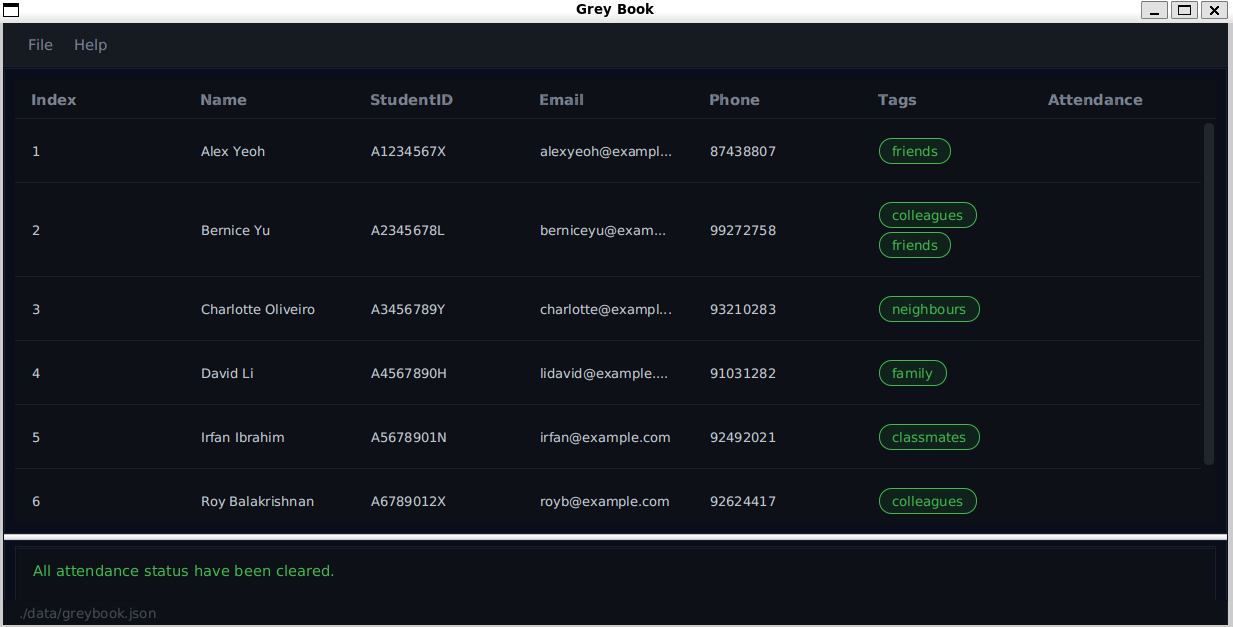 Grey Book
File Help
Index Name StudentID Email Phone Tags Attendance
1 Alex Yeoh A1234567X alexyeoh@exampl... 87438807 friends
2 Bernice Yu A2345678L berniceyu@exam... 99272758 colleagues
friends
3 Charlotte Oliveiro A3456789Y charlotte@exampl... 93210283 neighbours
4 David Li A4567890H lidavid@example.... 91031282 family
5 Irfan Ibrahim A5678901N irfan@example.com 92492021 classmates
6 Roy Balakrishnan A6789012X royb@example.com 92624417 colleagues
All attendance status have been cleared.
./data/greybook.json